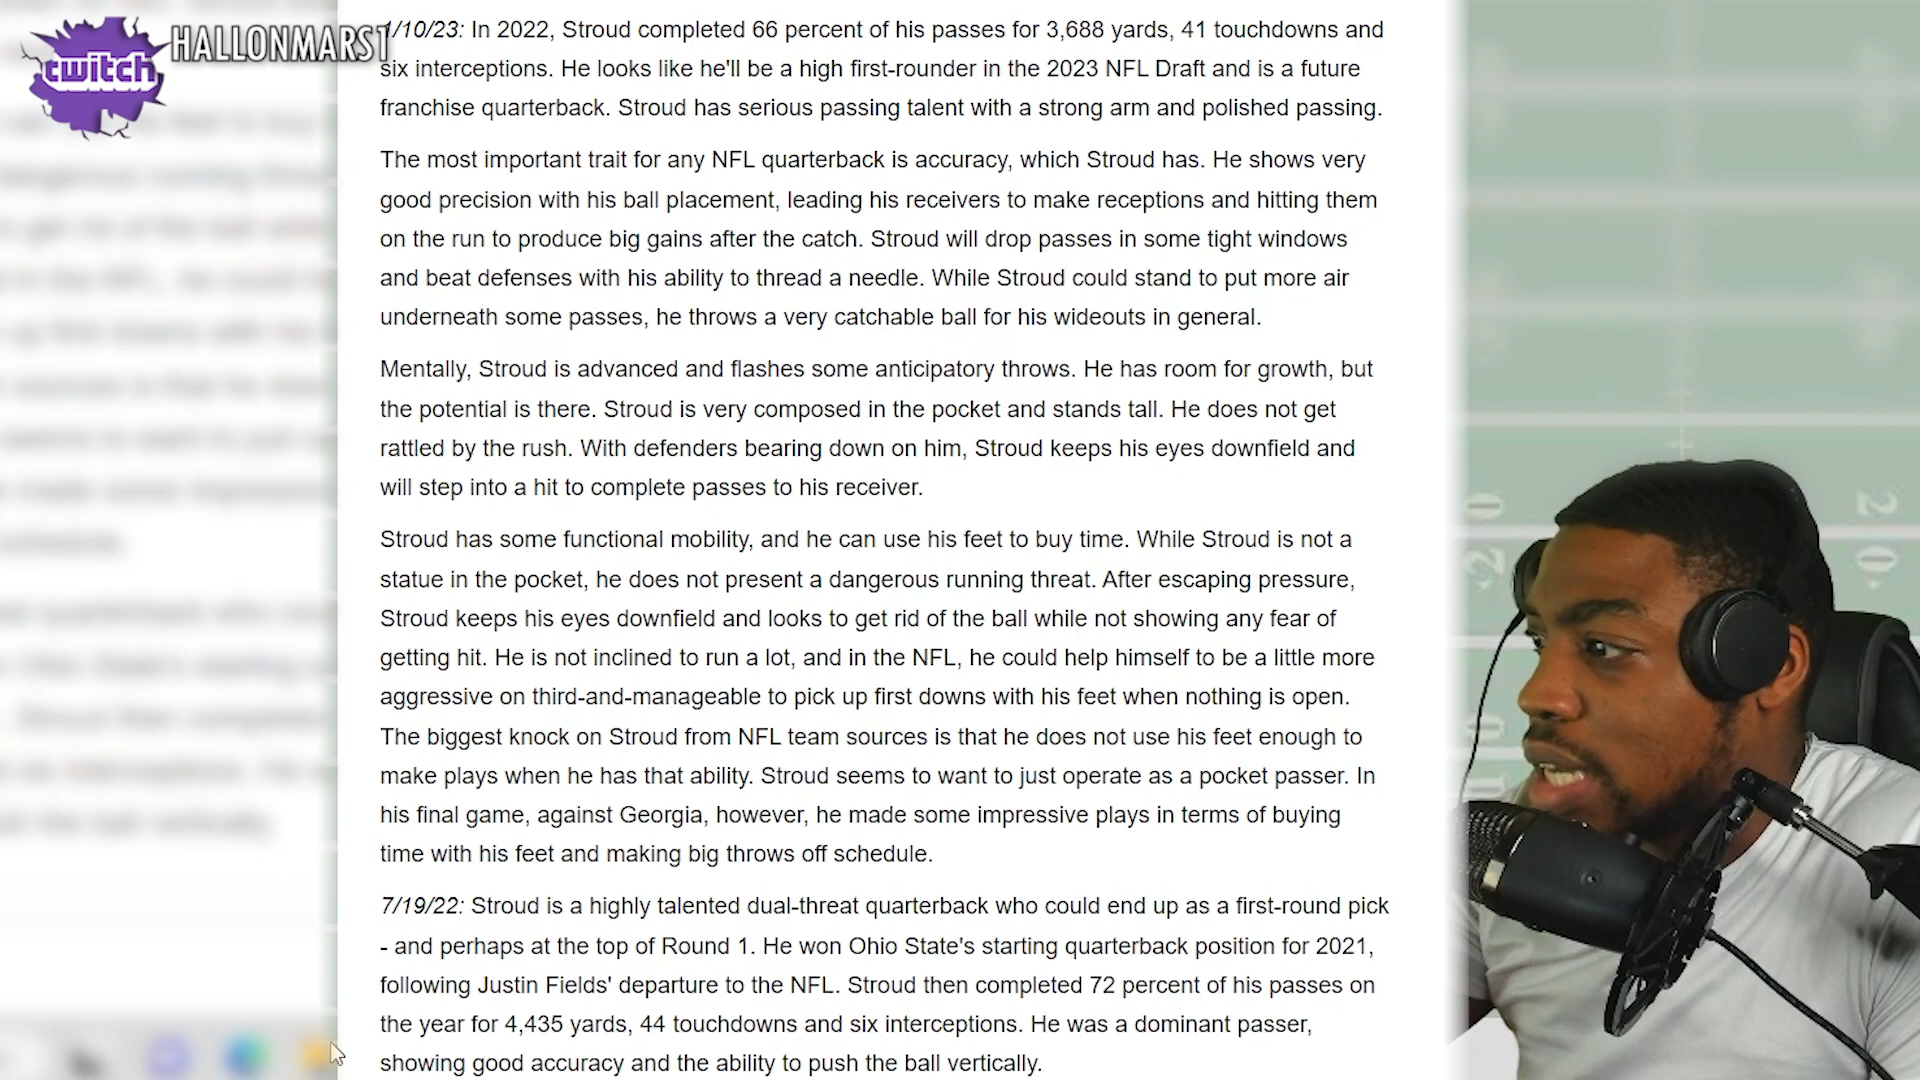 twitch
HALLONMARS1
1/10/23: In 2022, Stroud completed 66 percent of his passes for 3,688 yards, 41 touchdowns and
six interceptions. He looks like he'll be a high first-rounder in the 2023 NFL Draft and is a future
franchise quarterback. Stroud has serious passing talent with a strong arm and polished passing.
The most important trait for any NFL quarterback is accuracy, which Stroud has. He shows very
good precision with his ball placement, leading his receivers to make receptions and hitting them
on the run to produce big gains after the catch. Stroud will drop passes in some tight windows
and beat defenses with his ability to thread a needle. While Stroud could stand to put more air
underneath some passes, he throws a very catchable ball for his wideouts in general.
Mentally, Stroud is advanced and flashes some anticipatory throws. He has room for growth, but
the potential is there. Stroud is very composed in the pocket and stands tall. He does not get
rattled by the rush. With defenders bearing down on him, Stroud keeps his eyes downfield and
will step into a hit to complete passes to his receiver.
Stroud has some functional mobility, and he can use his feet to buy time. While Stroud is not a
statue in the pocket, he does not present a dangerous running threat. After escaping pressure,
Stroud keeps his eyes downfield and looks to get rid of the ball while not showing any fear of
getting hit. He is not inclined to run a lot, and in the NFL, he could help himself to be a little more
aggressive on third-and-manageable to pick up first downs with his feet when nothing is open.
The biggest knock on Stroud from NFL team sources is that he does not use his feet enough to
make plays when he has that ability. Stroud seems to want to just operate as a pocket passer. In
his final game, against Georgia, however, he made some impressive plays in terms of buying
time with his feet and making big throws off schedule.
7/19/22: Stroud is a highly talented dual-threat quarterback who could end up as a first-round pick
- and perhaps at the top of Round 1. He won Ohio State's starting quarterback position for 2021,
following Justin Fields' departure to the NFL. Stroud then completed 72 percent of his passes on
the year for 4,435 yards, 44 touchdowns and six interceptions. He was a dominant passer,
showing good accuracy and the ability to push the ball vertically.